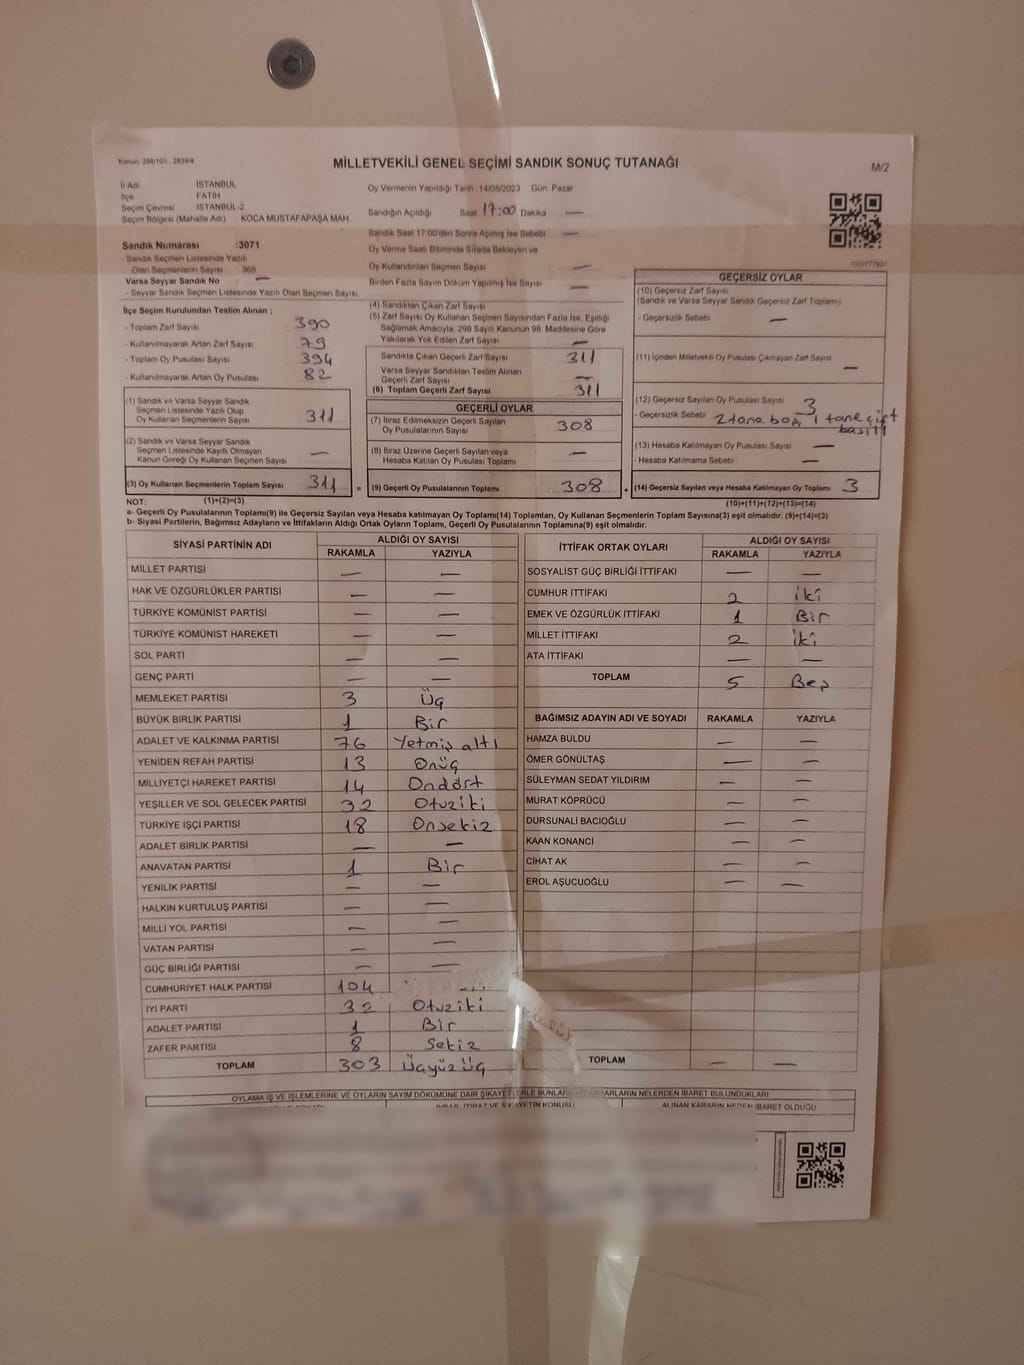 Kanun: 298/100 - 2839/4
MİLLETVEKİLİ GENEL SEÇİMİ SANDIK SONUÇ TUTANAĞI
M/2
İl Adı İSTANBUL
İlçe FATİH
Seçim Çevresi İSTANBUL-2
Seçim Bölgesi (Mahalle Adı) KOCA MUSTAFAPAŞA MAH
Oy Vermenin Yapıldığı Tarih 14/05/2023 Gün Pazar
Sandığın Açıldığı Saat 17:00 Dakika —
Sandık Saat 17:00'den Sonra Açılmış İse Sebebi —
Oy Verme Saati Bitiminde Sırada Bekleyen ve
Oy Kullandırılan Seçmen Sayısı —
Birden Fazla Sayım Döküm Yapılmış İse Sayısı —
Sandık Numarası :3071
- Sandık Seçmen Listesinde Yazılı
Olan Seçmenlerin Sayısı 365
Varsa Seyyar Sandık No —
- Seyyar Sandık Seçmen Listesinde Yazılı Olan Seçmen Sayısı
İlçe Seçim Kurulundan Teslim Alınan ;
- Toplam Zarf Sayısı 390
- Kullanılmayarak Artan Zarf Sayısı 79
- Toplam Oy Pusulası Sayısı 394
- Kullanılmayarak Artan Oy Pusulası 82
(4) Sandıktan Çıkan Zarf Sayısı
(5) Zarf Sayısı Oy Kullanan Seçmen Sayısından Fazla İse, Eşitliği
Sağlamak Amacıyla, 298 Sayılı Kanunun 98. Maddesine Göre
Yakılarak Yok Edilen Zarf Sayısı —
Sandıkta Çıkan Geçerli Zarf Sayısı 311
Varsa Seyyar Sandıktan Teslim Alınan
Geçerli Zarf Sayısı —
(6) Toplam Geçerli Zarf Sayısı 311
GEÇERSİZ OYLAR
(10) Geçersiz Zarf Sayısı
(Sandık ve Varsa Seyyar Sandık Geçersiz Zarf Toplamı)
- Geçersizlik Sebebi —
(11) İçinden Milletvekili Oy Pusulası Çıkmayan Zarf Sayısı —
(12) Geçersiz Sayılan Oy Pusulası Sayısı 3
- Geçersizlik Sebebi 2 tane boş, 1 tane çift
basılı
(13) Hesaba Katılmayan Oy Pusulası Sayısı —
- Hesaba Katılmama Sebebi —
(14) Geçersiz Sayılan veya Hesaba Katılmayan Oy Toplamı 3
(1) Sandık ve Varsa Seyyar Sandık
Seçmen Listesinde Yazılı Olup
Oy Kullanan Seçmenlerin Sayısı 311
(2) Sandık ve Varsa Seyyar Sandık
Seçmen Listesinde Kayıtlı Olmayan
Kanun Gereği Oy Kullanan Seçmen Sayısı —
(3) Oy Kullanan Seçmenlerin Toplam Sayısı 311 =
GEÇERLİ OYLAR
(7) İtiraz Edilmeksizin Geçerli Sayılan
Oy Pusulalarının Sayısı 308
(8) İtiraz Üzerine Geçerli Sayılan veya
Hesaba Katılan Oy Pusulası Toplamı —
(9) Geçerli Oy Pusulalarının Toplamı 308 +
NOT: (1)+(2)=(3) (10)+(11)+(12)+(13)=(14)
a- Geçerli Oy Pusulalarının Toplamı(9) ile Geçersiz Sayılan veya Hesaba Katılmayan Oy Toplamı(14) Toplamları, Oy Kullanan Seçmenlerin Toplam Sayısına(3) eşit olmalıdır. (9)+(14)=(3)
b- Siyasi Partilerin, Bağımsız Adayların ve İttifakların Aldığı Ortak Oyların Toplamı, Geçerli Oy Pusulalarının Toplamına(9) eşit olmalıdır.
SİYASİ PARTİNİN ADI ALDIĞI OY SAYISI
RAKAMLA YAZIYLA
MİLLET PARTİSİ — —
HAK VE ÖZGÜRLÜKLER PARTİSİ — —
TÜRKİYE KOMÜNİST PARTİSİ — —
TÜRKİYE KOMÜNİST HAREKETİ — —
SOL PARTİ — —
GENÇ PARTİ — —
MEMLEKET PARTİSİ 3 Üç
BÜYÜK BİRLİK PARTİSİ 1 Bir
ADALET VE KALKINMA PARTİSİ 76 Yetmiş altı
YENİDEN REFAH PARTİSİ 13 Onüç
MİLLİYETÇİ HAREKET PARTİSİ 14 Ondört
YEŞİLLER VE SOL GELECEK PARTİSİ 32 Otuziki
TÜRKİYE İŞÇİ PARTİSİ 18 Onsekiz
ADALET BİRLİK PARTİSİ — —
ANAVATAN PARTİSİ 1 Bir
YENİLİK PARTİSİ — —
HALKIN KURTULUŞ PARTİSİ — —
MİLLİ YOL PARTİSİ — —
VATAN PARTİSİ — —
GÜÇ BİRLİĞİ PARTİSİ — —
CUMHURİYET HALK PARTİSİ 104
İYİ PARTİ 32 Otuziki
ADALET PARTİSİ 1 Bir
ZAFER PARTİSİ 8 Sekiz
TOPLAM 303 Üçyüzüç
İTTİFAK ORTAK OYLARI ALDIĞI OY SAYISI
RAKAMLA YAZIYLA
SOSYALİST GÜÇ BİRLİĞİ İTTİFAKI — —
CUMHUR İTTİFAKI 2 İki
EMEK VE ÖZGÜRLÜK İTTİFAKI 1 Bir
MİLLET İTTİFAKI 2 İki
ATA İTTİFAKI — —
TOPLAM 5 Beş
BAĞIMSIZ ADAYIN ADI VE SOYADI RAKAMLA YAZIYLA
HAMZA BULDU — —
ÖMER GÖNÜLTAŞ — —
SÜLEYMAN SEDAT YILDIRIM — —
MURAT KÖPRÜCÜ — —
DURSUNALİ BACIOĞLU — —
KAAN KONANCİ — —
CİHAT AK — —
EROL AŞUCUOĞLU — —
TOPLAM — —
OYLAMA İŞ VE İŞLEMLERİNE VE OYLARIN SAYIM DÖKÜMÜNE DAİR ŞİKAYETLERLE BUNLAR KARARLARIN NELERDEN İBARET BULUNDUKLARI
İHBAR, İTİRAZ VE ŞİKAYETİN KONUSU ALINAN KARARIN NEDEN İBARET OLDUĞU